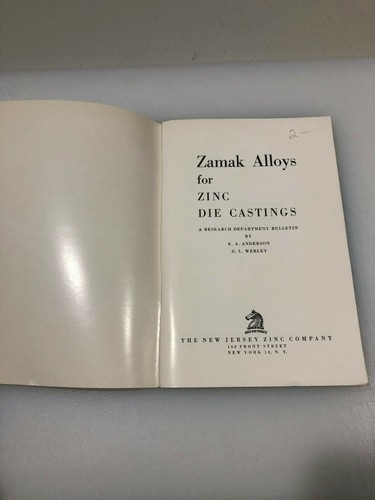 2-
Zamak Alloys
for
ZINC
DIE CASTINGS
A RESEARCH DEPARTMENT BULLETIN
BY
E. A. ANDERSON
G. L. WERLEY
THE NEW JERSEY ZINC COMPANY
160 FRONT STREET
NEW YORK 38, N. Y.